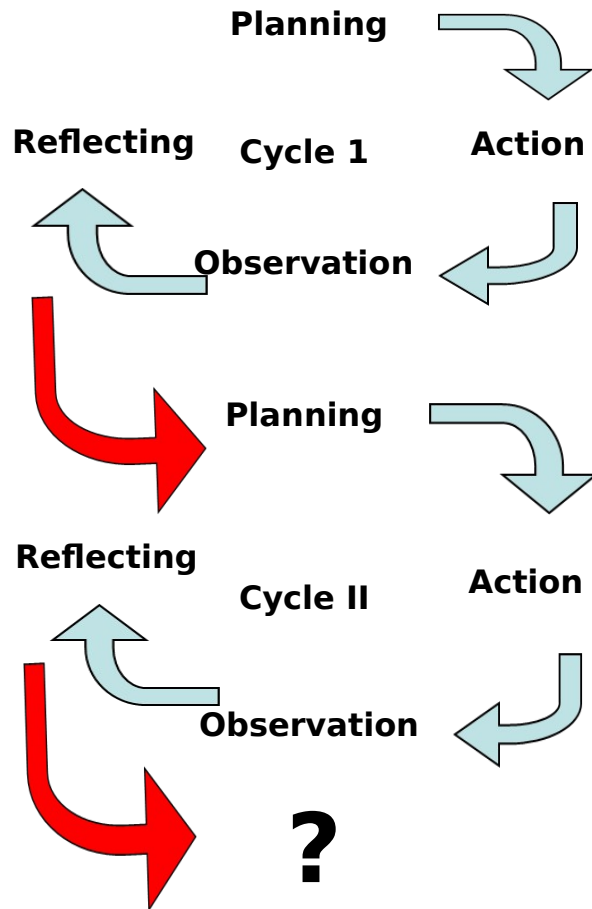 Planning
Reflecting
Cycle 1
Action
Observation
Planning
Reflecting
Cycle II
Action
Observation
?